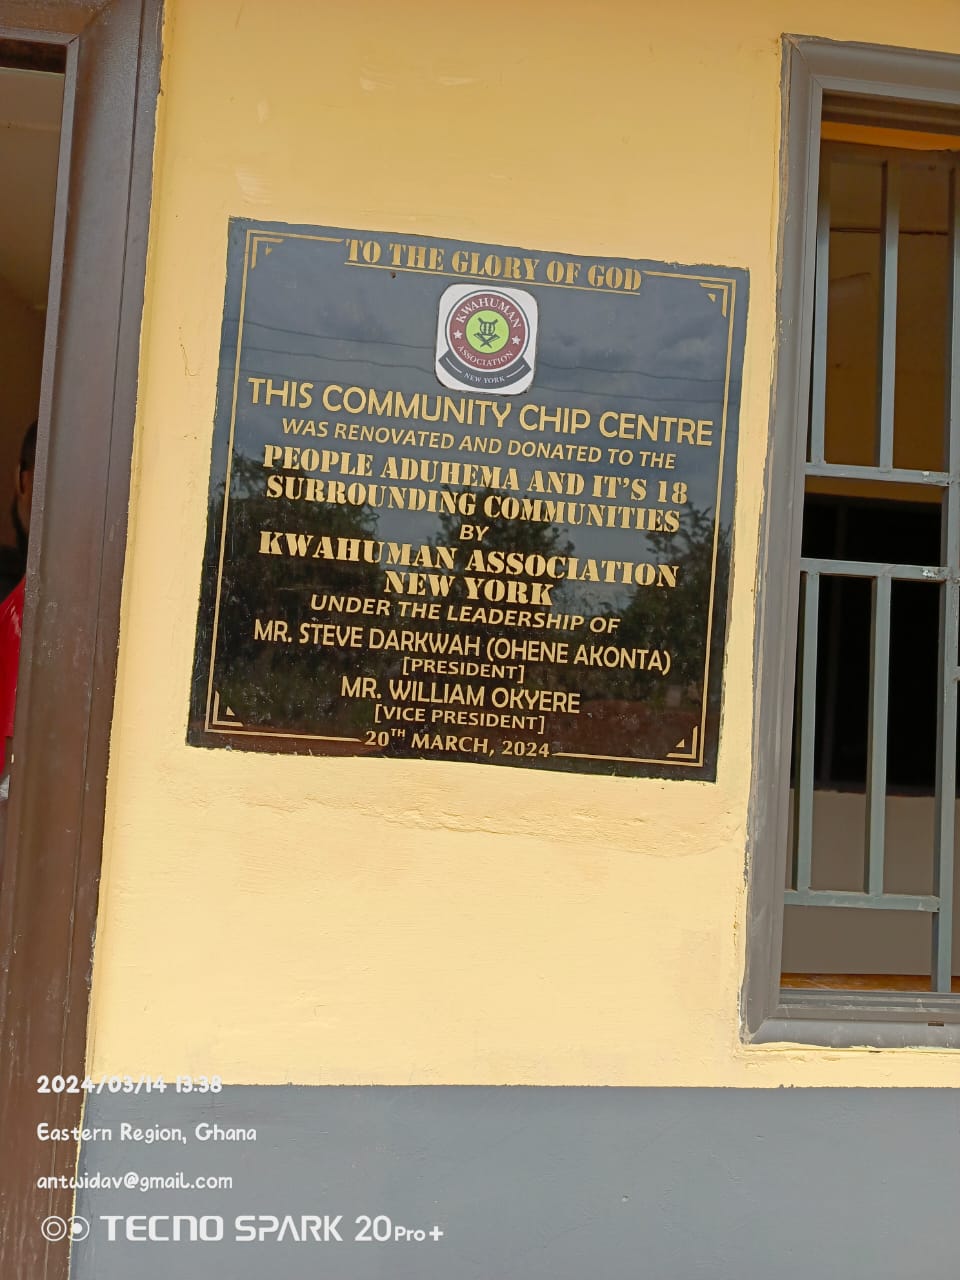 TO THE GLORY OF GOD
KWAHUMAN
ASSOCIATION
NEW YORK
THIS COMMUNITY CHIP CENTRE
WAS RENOVATED AND DONATED TO THE
PEOPLE ADUHEMA AND IT'S 18
SURROUNDING COMMUNITIES
BY
KWAHUMAN ASSOCIATION
NEW YORK
UNDER THE LEADERSHIP OF
MR. STEVE DARKWAH (OHENE AKONTA)
[PRESIDENT]
MR. WILLIAM OKYERE
[VICE PRESIDENT]
20TH MARCH, 2024
2024/03/14 13:38
Eastern Region, Ghana
antwidav@gmail.com
TECNO SPARK 20Pro+